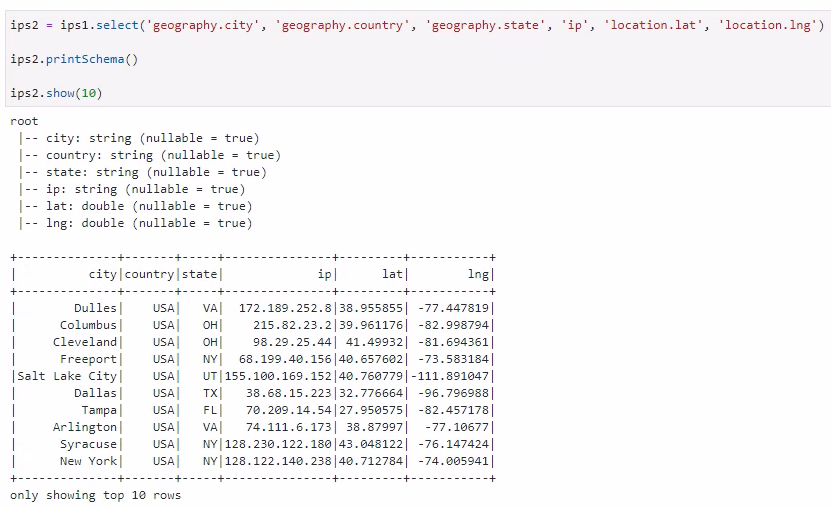 ips2 = ips1.select('geography.city', 'geography.country', 'geography.state', 'ip', 'location.lat', 'location.lng')
ips2.printSchema()
ips2.show(10)
root
 |-- city: string (nullable = true)
 |-- country: string (nullable = true)
 |-- state: string (nullable = true)
 |-- ip: string (nullable = true)
 |-- lat: double (nullable = true)
 |-- lng: double (nullable = true)
+--------------+-------+-----+---------------+---------+-----------+
|          city|country|state|             ip|      lat|        lng|
+--------------+-------+-----+---------------+---------+-----------+
|        Dulles|    USA|   VA|  172.189.252.8|38.955855| -77.447819|
|      Columbus|    USA|   OH|    215.82.23.2|39.961176| -82.998794|
|     Cleveland|    USA|   OH|    98.29.25.44| 41.49932| -81.694361|
|      Freeport|    USA|   NY|  68.199.40.156|40.657602| -73.583184|
|Salt Lake City|    USA|   UT|155.100.169.152|40.760779|-111.891047|
|        Dallas|    USA|   TX|   38.68.15.223|32.776664| -96.796988|
|         Tampa|    USA|   FL|   70.209.14.54|27.950575| -82.457178|
|     Arlington|    USA|   VA|   74.111.6.173| 38.87997|  -77.10677|
|      Syracuse|    USA|   NY|128.230.122.180|43.048122| -76.147424|
|      New York|    USA|   NY|128.122.140.238|40.712784| -74.005941|
+--------------+-------+-----+---------------+---------+-----------+
only showing top 10 rows